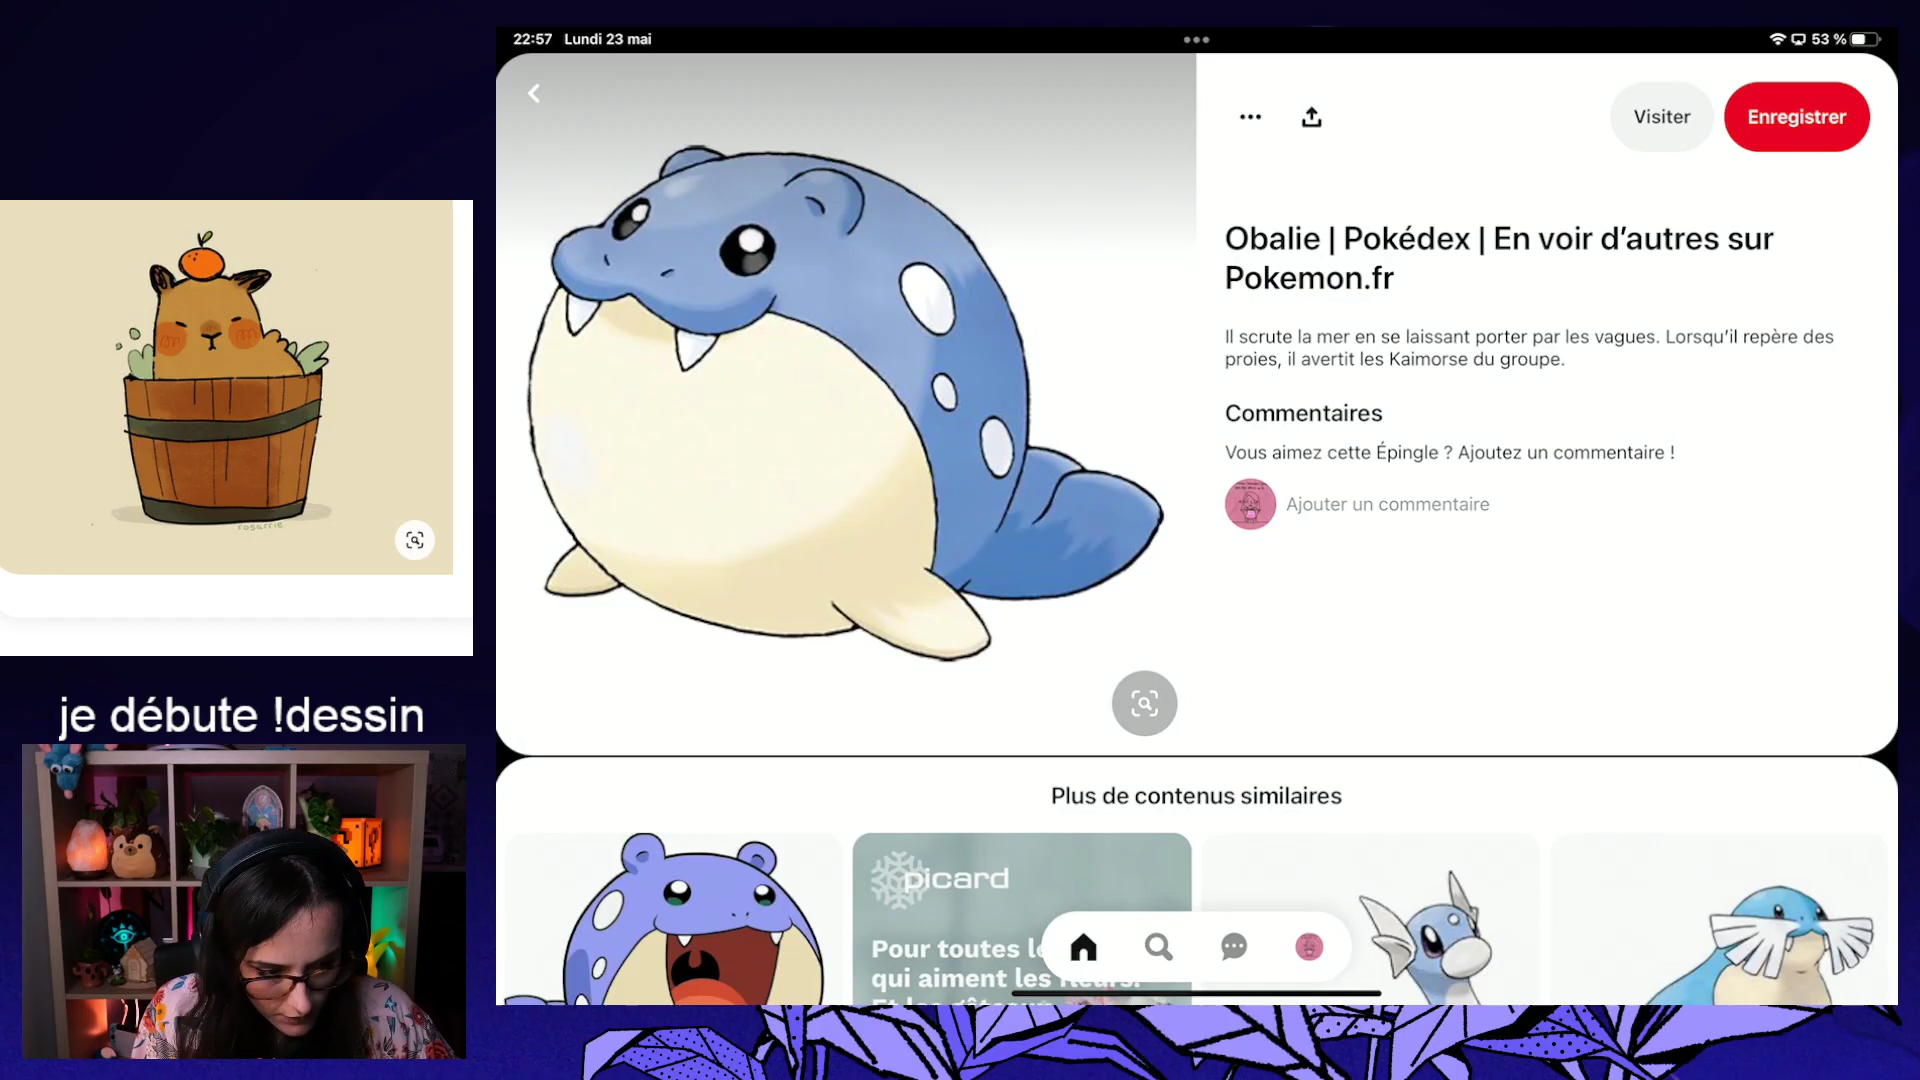 22:57 Lundi 23 mai
53 %
Visiter
Enregistrer
Obalie | Pokédex | En voir d'autres sur
Pokemon.fr
Il scrute la mer en se laissant porter par les vagues. Lorsqu'il repère des
proies, il avertit les Kaimorse du groupe.
Commentaires
Vous aimez cette Épingle ? Ajoutez un commentaire !
Ajouter un commentaire
rosarrie
je débute !dessin
Plus de contenus similaires
picard
Pour toutes
qui aiment les fleurs.